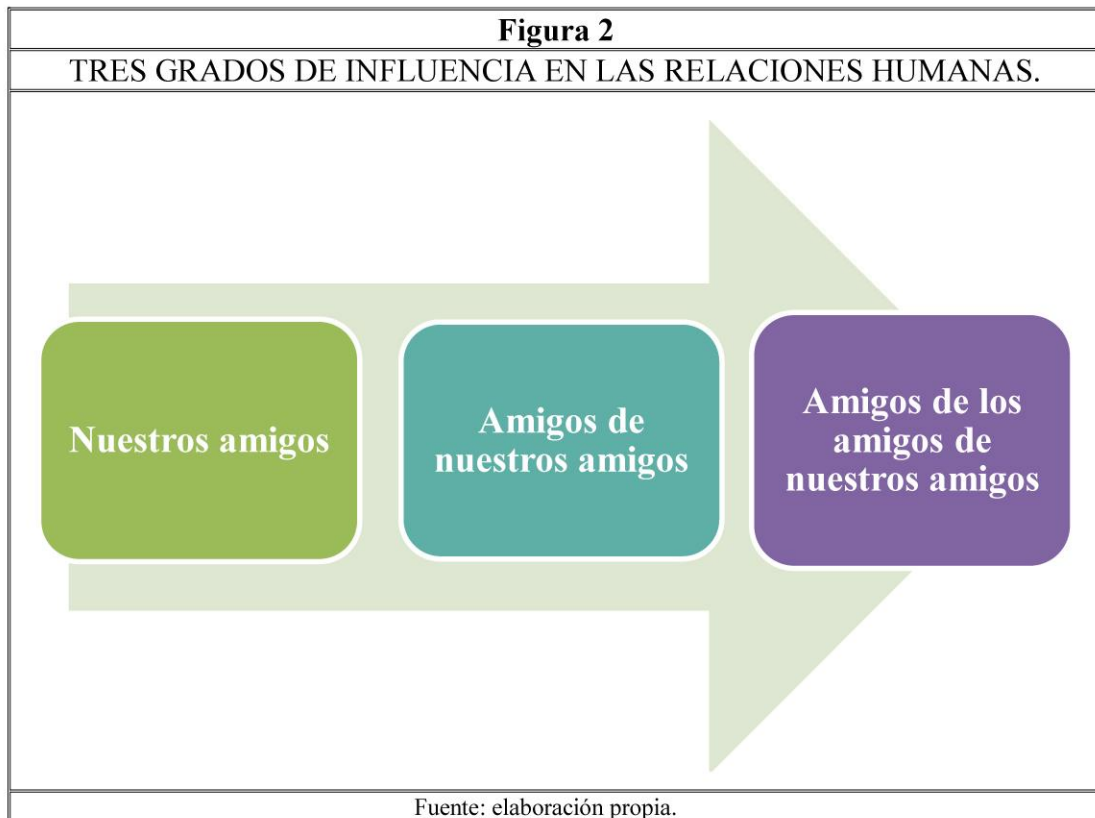 Figura 2
TRES GRADOS DE INFLUENCIA EN LAS RELACIONES HUMANAS.
Nuestros amigos
Amigos de
nuestros amigos
Amigos de los
amigos de
nuestros amigos
Fuente: elaboración propia.